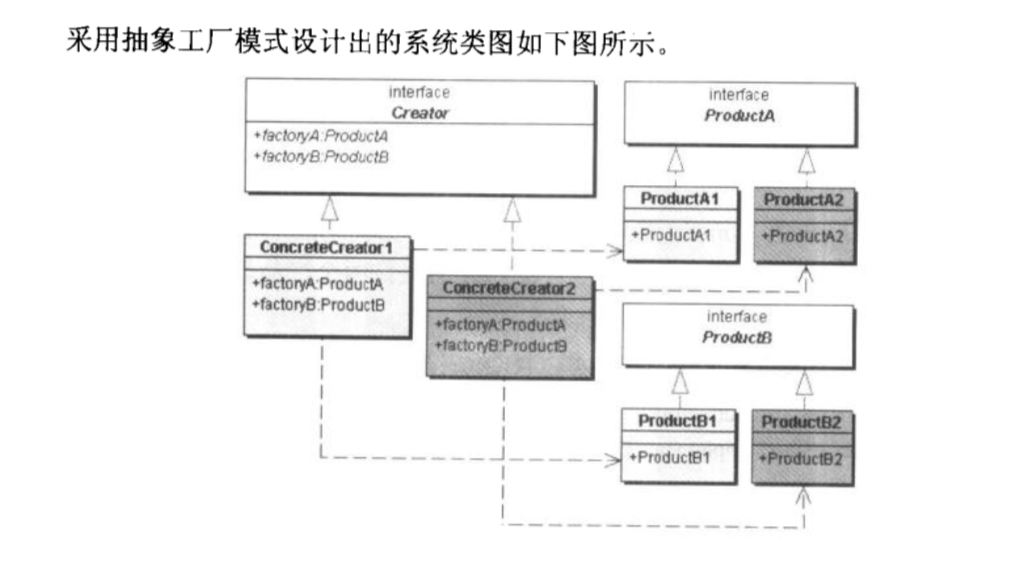 采用抽象工厂模式设计出的系统类图如下图所示。
interface
Creator
+factoryA:ProductA
+factoryB:ProductB
interface
ProductA
ProductA1
+ProductA1
ProductA2
+ProductA2
ConcreteCreator1
+factoryA:ProductA
+factoryB:ProductB
ConcreteCreator2
+factoryA:ProductA
+factoryB:ProductB
interface
ProductB
ProductB1
+ProductB1
ProductB2
+ProductB2